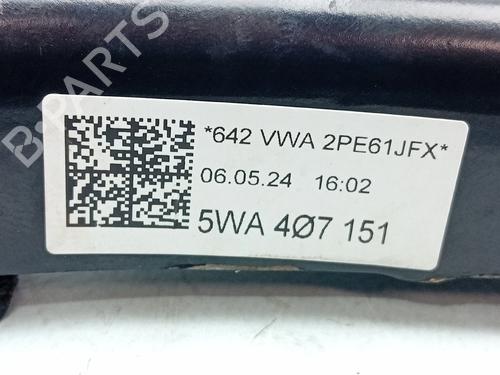 *642 VWA 2PE61JFX*
06.05.24 16:02
5WA 4Ø7 151
B-PARTS